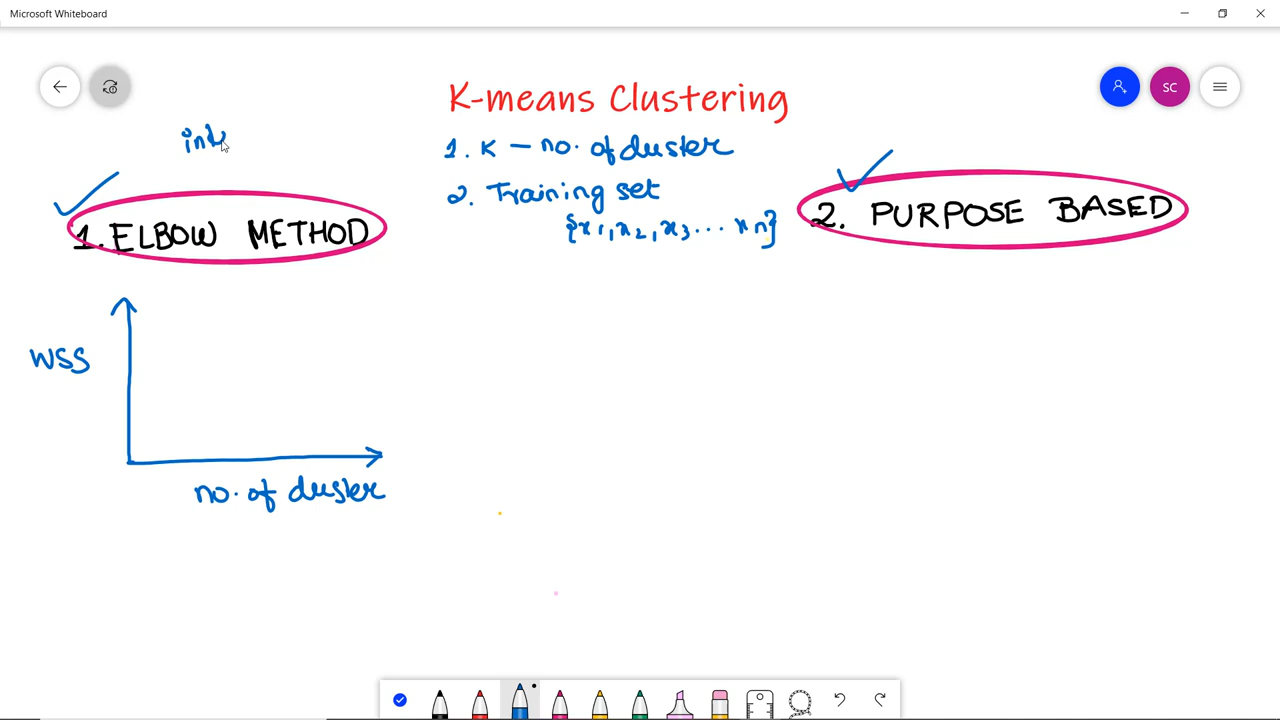 Microsoft Whiteboard
SC
K-means Clustering
1. K – no. of cluster
2. Training set
{x1, x2, x3, ... xn}
1. ELBOW METHOD
2. PURPOSE BASED
WSS
no. of cluster